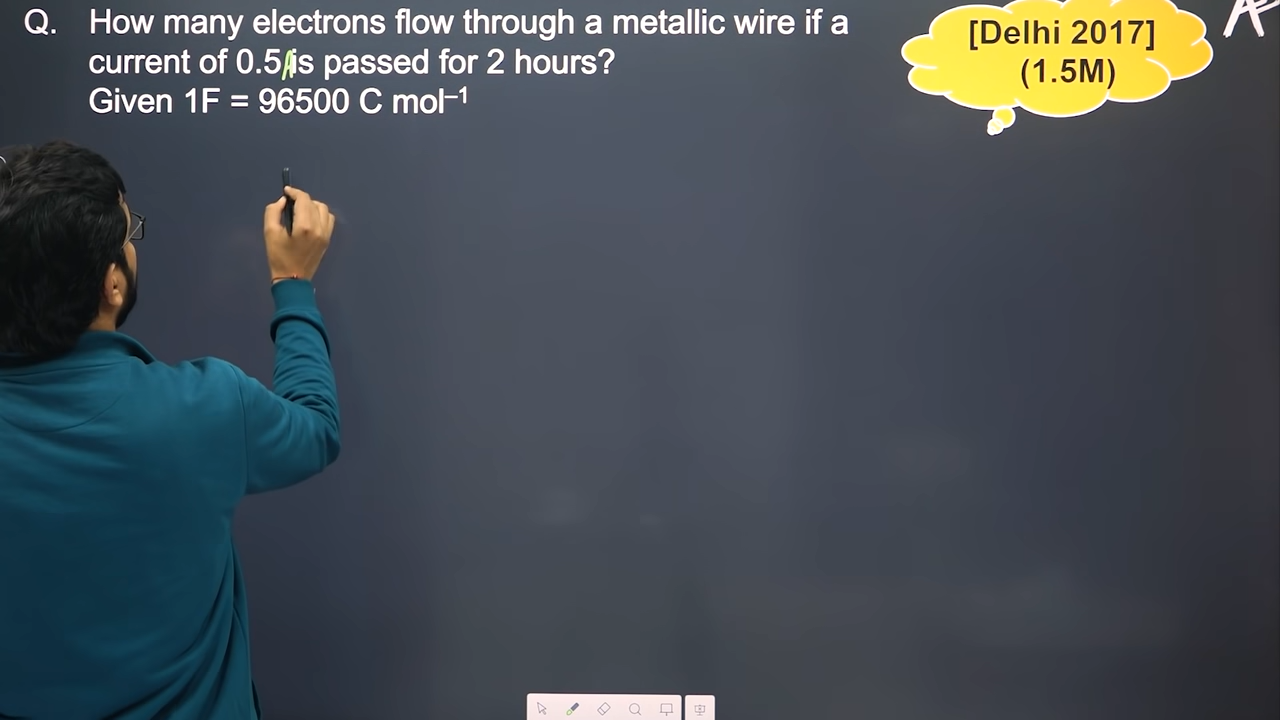 Q. How many electrons flow through a metallic wire if a
current of 0.5A is passed for 2 hours?
Given 1F = 96500 C mol⁻¹
[Delhi 2017]
(1.5M)